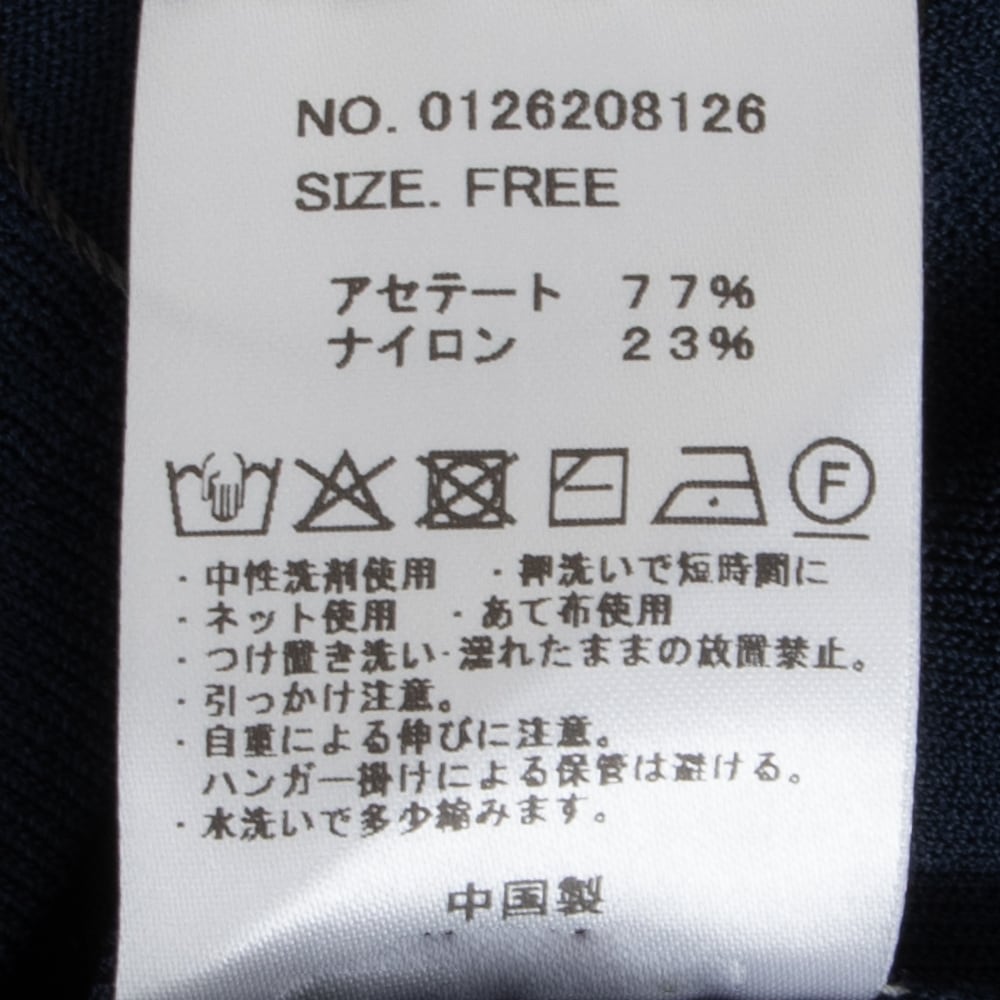 NO. 0126208126
SIZE. FREE
アセテート 77%
ナイロン 23%
F
・中性洗剤使用 ・押洗いで短時間に
・ネット使用 ・あて布使用
・つけ置き洗い・濡れたままの放置禁止。
・引っかけ注意。
・自重による伸びに注意。
ハンガー掛けによる保管は避ける。
・水洗いで多少縮みます。
中国製